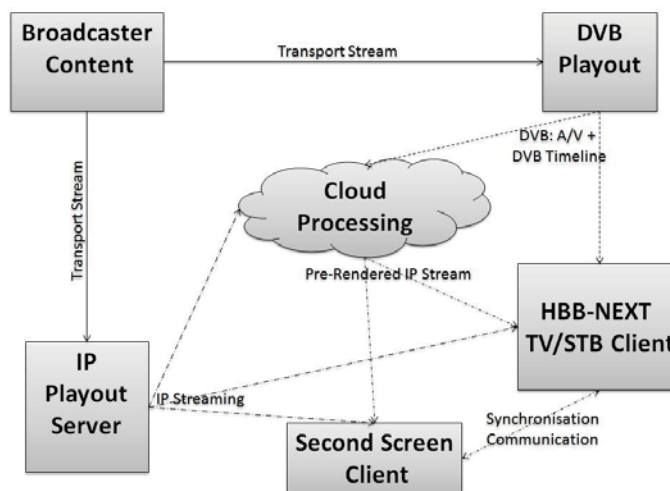 Broadcaster
Content
Transport Stream
DVB
Playout
DVB: A/V +
DVB Timeline
Cloud
Processing
Transport Stream
Pre-Rendered IP Stream
HBB-NEXT
TV/STB Client
IP
Playout
Server
IP Streaming
Synchronisation
Communication
Second Screen
Client